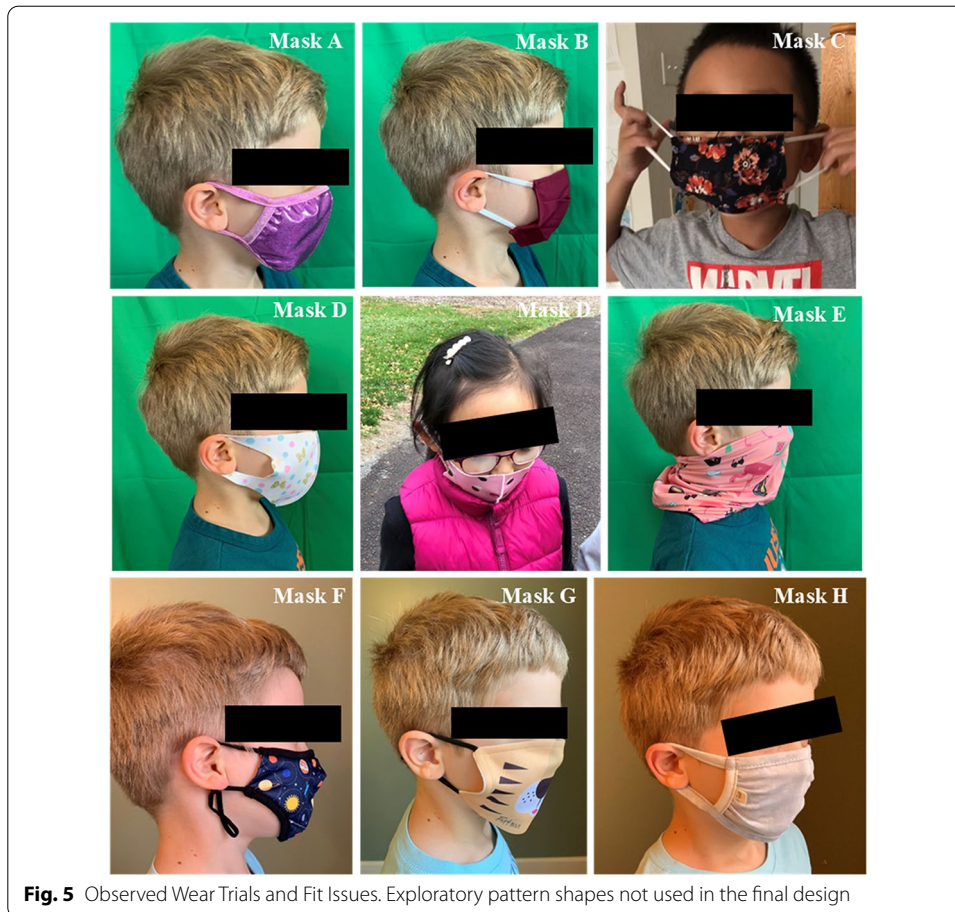 Mask A
Mask B
Mask C
MARVEL
Mask D
Mask D
Mask E
Mask F
Mask G
Mask H
Fig. 5 Observed Wear Trials and Fit Issues. Exploratory pattern shapes not used in the final design